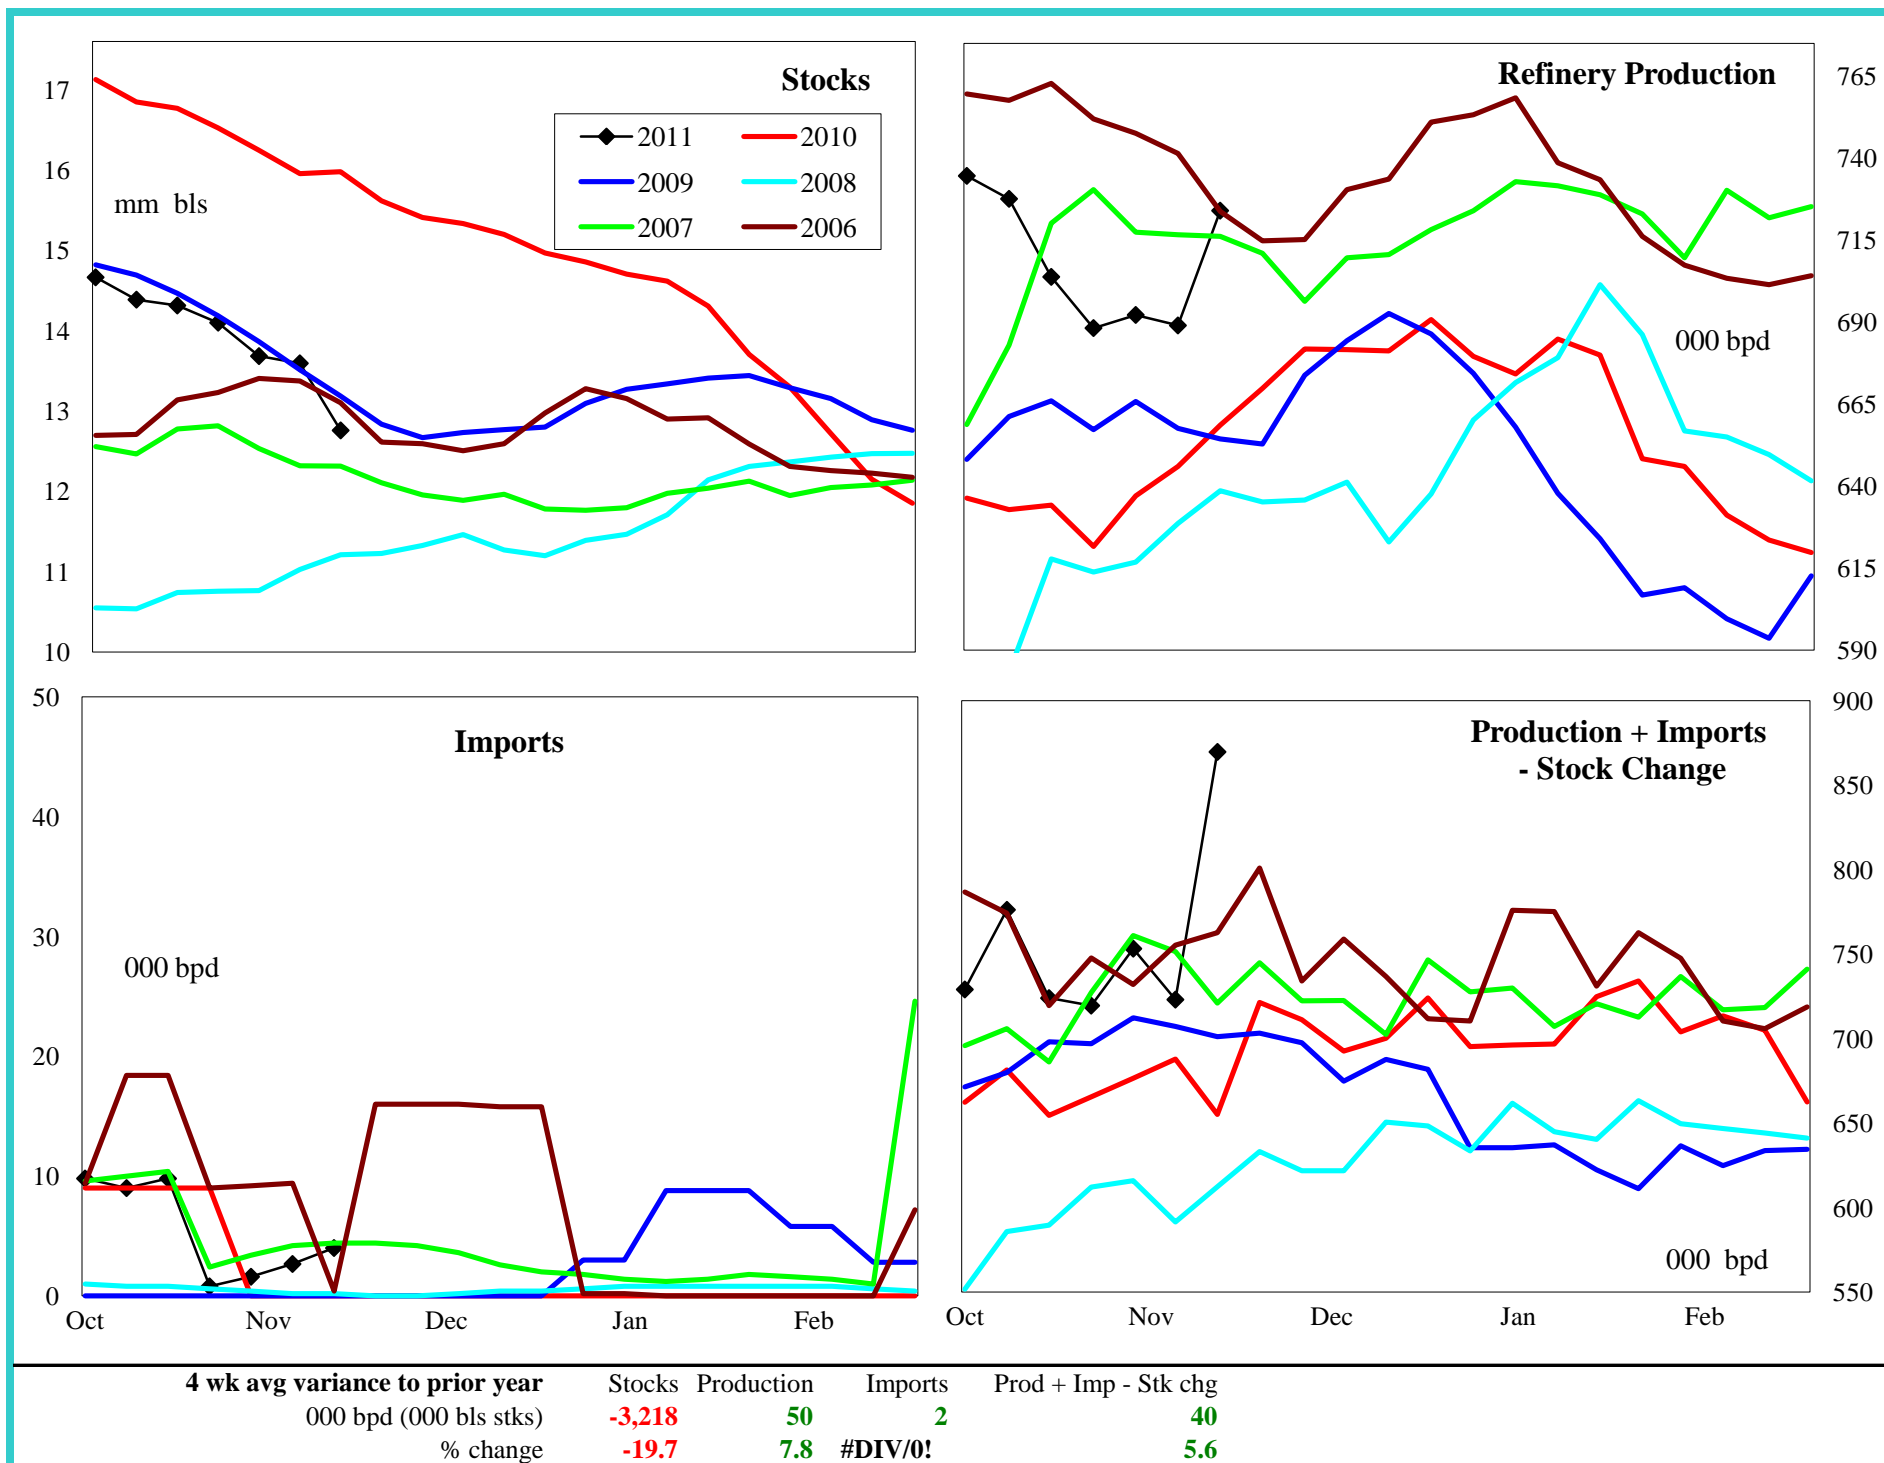 Stocks
17
16
15
14
13
12
11
10
mm bls
2011 2010
2009 2008
2007 2006
Refinery Production
765
740
715
690
665
640
615
590
000 bpd
Imports
50
40
30
20
10
0
000 bpd
Oct Nov Dec Jan Feb
Production + Imports
- Stock Change
900
850
800
750
700
650
600
550
000 bpd
Oct Nov Dec Jan Feb
4 wk avg variance to prior year Stocks Production Imports Prod + Imp - Stk chg
000 bpd (000 bls stks) -3,218 50 2 40
% change -19.7 7.8 #DIV/0! 5.6